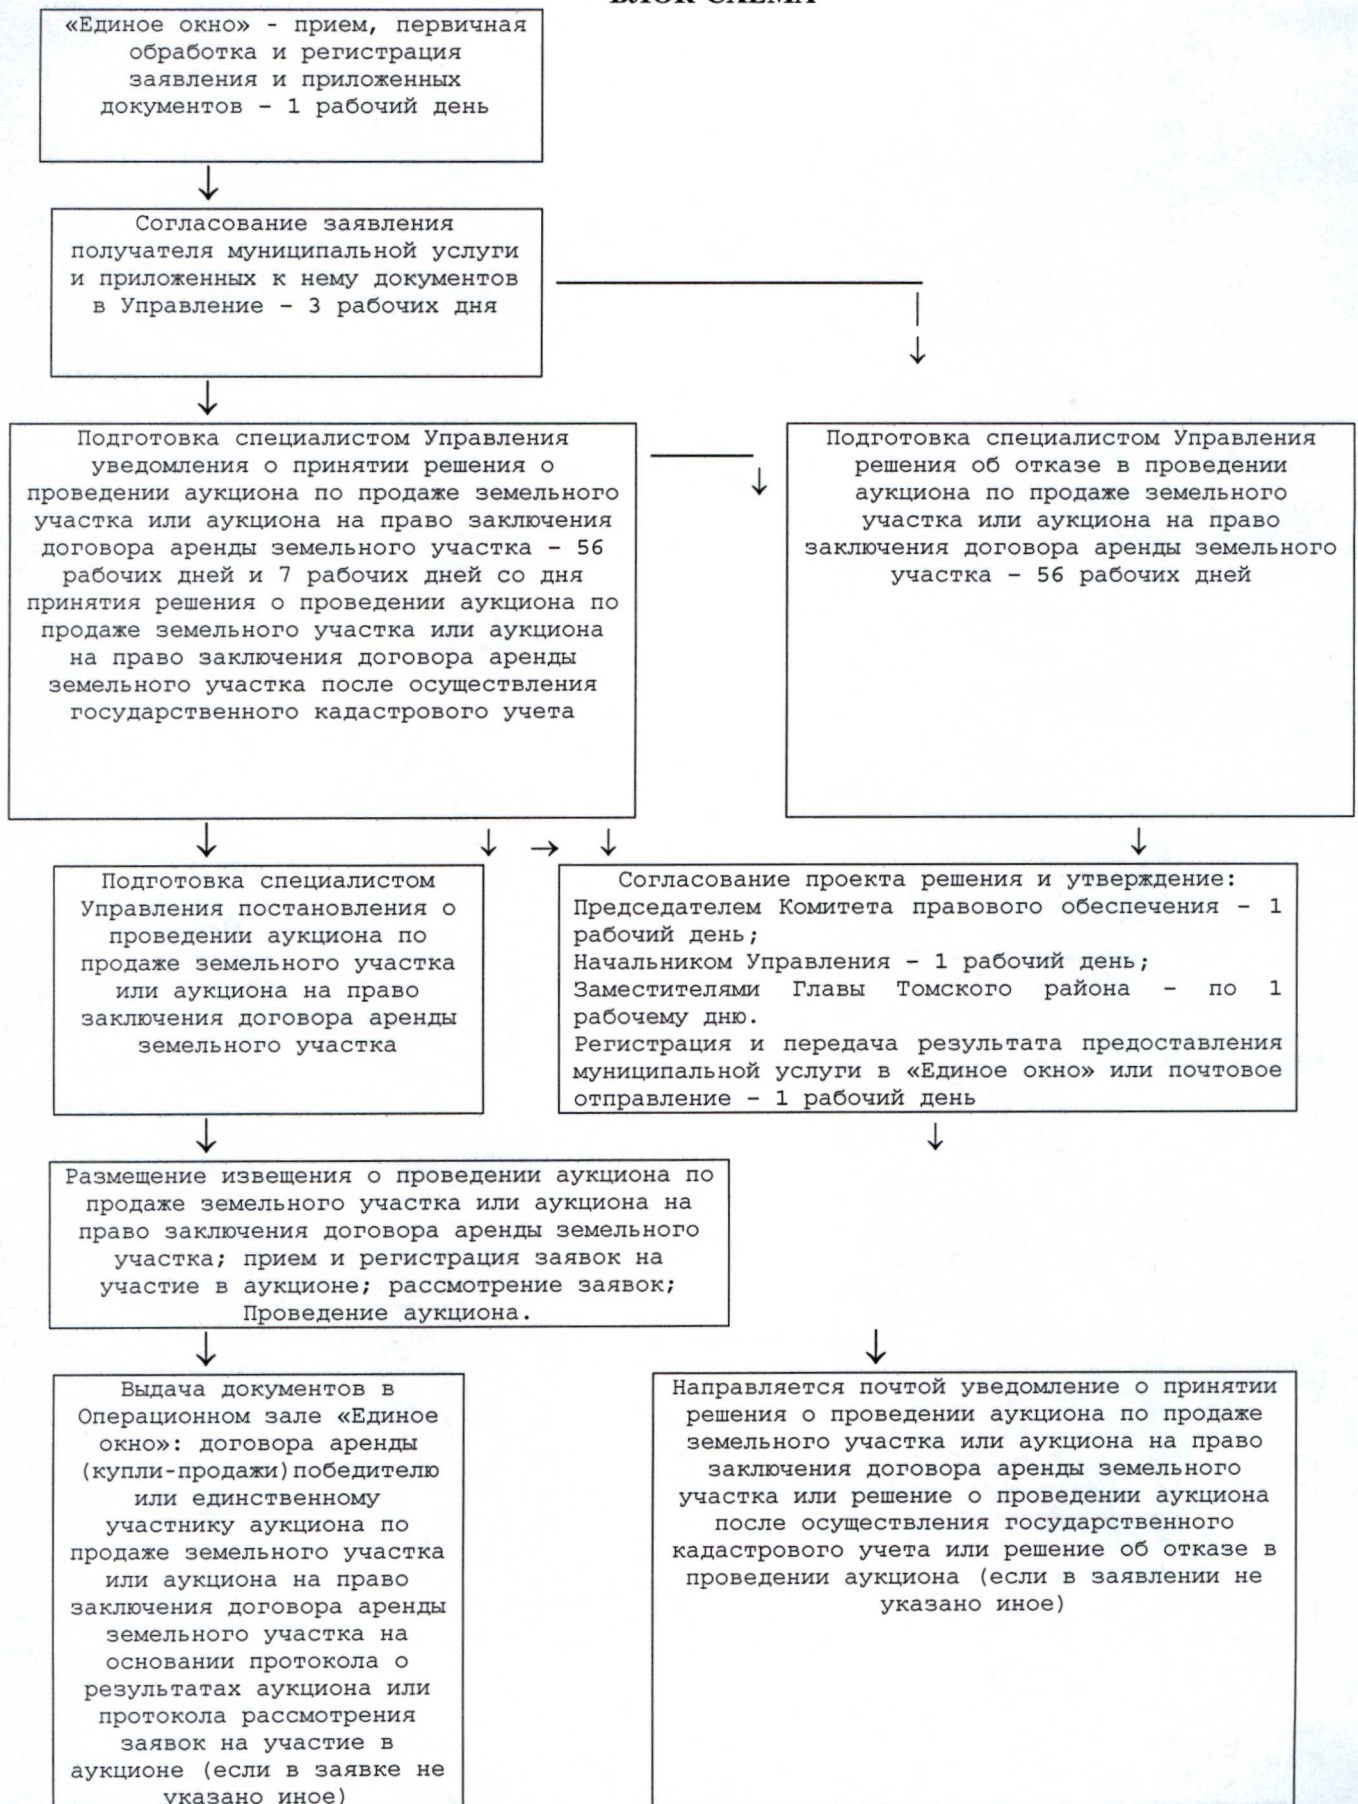 БЛОК-СХЕМА
«Единое окно» - прием, первичная
обработка и регистрация
заявления и приложенных
документов – 1 рабочий день
Согласование заявления
получателя муниципальной услуги
и приложенных к нему документов
в Управление – 3 рабочих дня
Подготовка специалистом Управления
уведомления о принятии решения о
проведении аукциона по продаже земельного
участка или аукциона на право заключения
договора аренды земельного участка – 56
рабочих дней и 7 рабочих дней со дня
принятия решения о проведении аукциона по
продаже земельного участка или аукциона
на право заключения договора аренды
земельного участка после осуществления
государственного кадастрового учета
Подготовка специалистом Управления
решения об отказе в проведении
аукциона по продаже земельного
участка или аукциона на право
заключения договора аренды земельного
участка – 56 рабочих дней
Подготовка специалистом
Управления постановления о
проведении аукциона по
продаже земельного участка
или аукциона на право
заключения договора аренды
земельного участка
Согласование проекта решения и утверждение:
Председателем Комитета правового обеспечения – 1
рабочий день;
Начальником Управления – 1 рабочий день;
Заместителями Главы Томского района – по 1
рабочему дню.
Регистрация и передача результата предоставления
муниципальной услуги в «Единое окно» или почтовое
отправление – 1 рабочий день
Размещение извещения о проведении аукциона по
продаже земельного участка или аукциона на
право заключения договора аренды земельного
участка; прием и регистрация заявок на
участие в аукционе; рассмотрение заявок;
Проведение аукциона.
Выдача документов в
Операционном зале «Единое
окно»: договора аренды
(купли-продажи)победителю
или единственному
участнику аукциона по
продаже земельного участка
или аукциона на право
заключения договора аренды
земельного участка на
основании протокола о
результатах аукциона или
протокола рассмотрения
заявок на участие в
аукционе (если в заявке не
указано иное)
Направляется почтой уведомление о принятии
решения о проведении аукциона по продаже
земельного участка или аукциона на право
заключения договора аренды земельного
участка или решение о проведении аукциона
после осуществления государственного
кадастрового учета или решение об отказе в
проведении аукциона (если в заявлении не
указано иное)